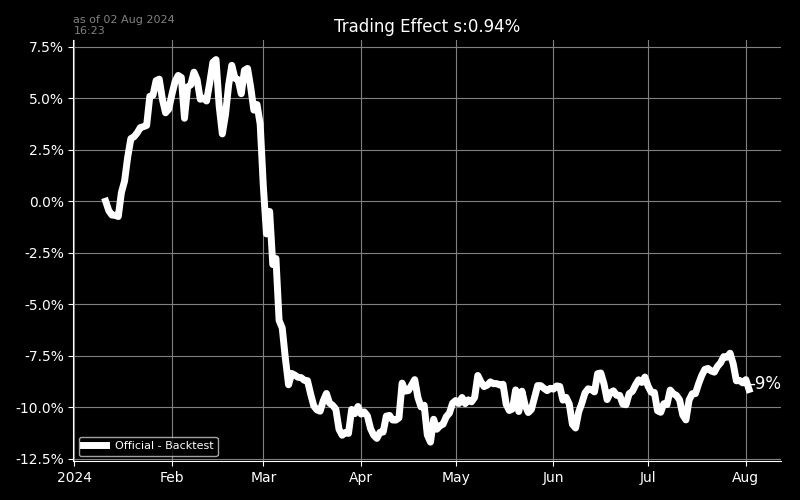 as of 02 Aug 2024
16:23
Trading Effect s:0.94%
7.5%
5.0%
2.5%
0.0%
-2.5%
-5.0%
-7.5%
-10.0%
-12.5%
-9%
Official - Backtest
2024 Feb Mar Apr May Jun Jul Aug